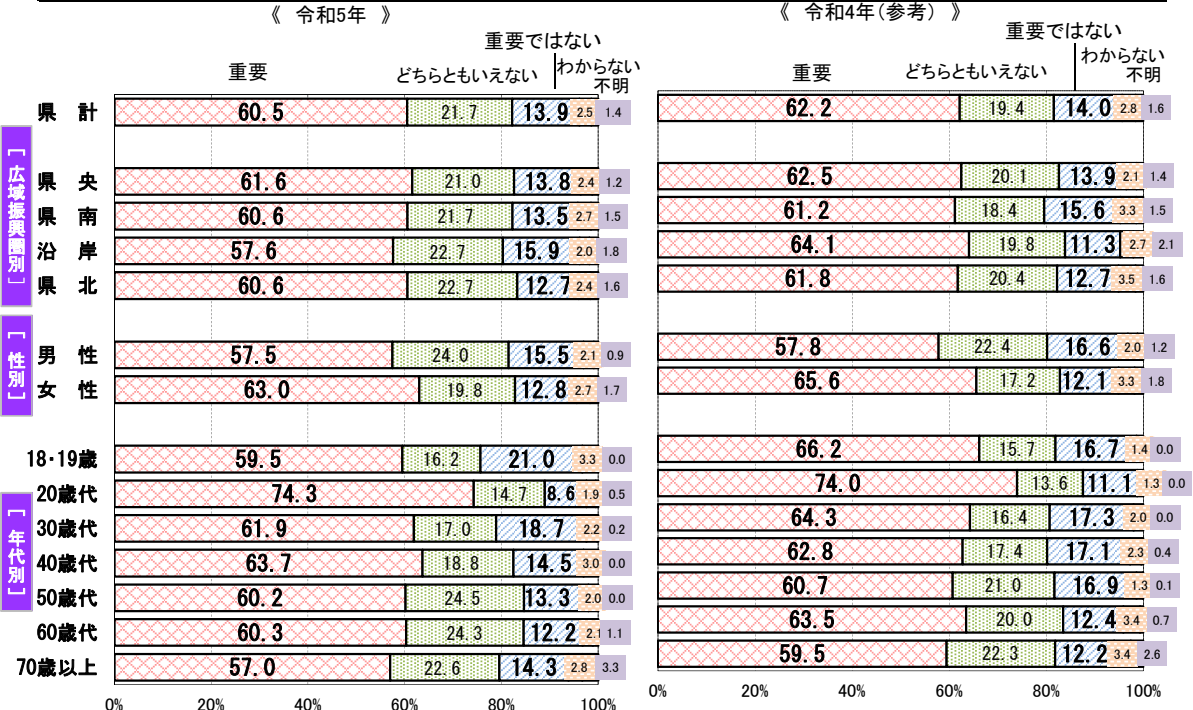 《 令和5年 》
重要ではない
重要 どちらともいえない わからない
不明
県 計 60.5 21.7 13.9 2.5 1.4
[広域振興圏別]
県 央 61.6 21.0 13.8 2.4 1.2
県 南 60.6 21.7 13.5 2.7 1.5
沿 岸 57.6 22.7 15.9 2.0 1.8
県 北 60.6 22.7 12.7 2.4 1.6
[性別]
男 性 57.5 24.0 15.5 2.1 0.9
女 性 63.0 19.8 12.8 2.7 1.7
[年代別]
18・19歳 59.5 16.2 21.0 3.3 0.0
20歳代 74.3 14.7 8.6 1.9 0.5
30歳代 61.9 17.0 18.7 2.2 0.2
40歳代 63.7 18.8 14.5 3.0 0.0
50歳代 60.2 24.5 13.3 2.0 0.0
60歳代 60.3 24.3 12.2 2.1 1.1
70歳以上 57.0 22.6 14.3 2.8 3.3
0% 20% 40% 60% 80% 100%
《 令和4年(参考) 》
重要ではない
重要 どちらともいえない わからない
不明
62.2 19.4 14.0 2.8 1.6
62.5 20.1 13.9 2.1 1.4
61.2 18.4 15.6 3.3 1.5
64.1 19.8 11.3 2.7 2.1
61.8 20.4 12.7 3.5 1.6
57.8 22.4 16.6 2.0 1.2
65.6 17.2 12.1 3.3 1.8
66.2 15.7 16.7 1.4 0.0
74.0 13.6 11.1 1.3 0.0
64.3 16.4 17.3 2.0 0.0
62.8 17.4 17.1 2.3 0.4
60.7 21.0 16.9 1.3 0.1
63.5 20.0 12.4 3.4 0.7
59.5 22.3 12.2 3.4 2.6
0% 20% 40% 60% 80% 100%